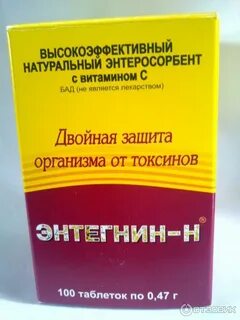 ВЫСОКОЭФФЕКТИВНЫЙ
НАТУРАЛЬНЫЙ ЭНТЕРОСОРБЕНТ
с витамином С
БАД (не является лекарством)
Двойная защита
организма от токсинов
ЭНТЕГНИН-Н®
100 таблеток по 0,47 г
ОТЗОВИК